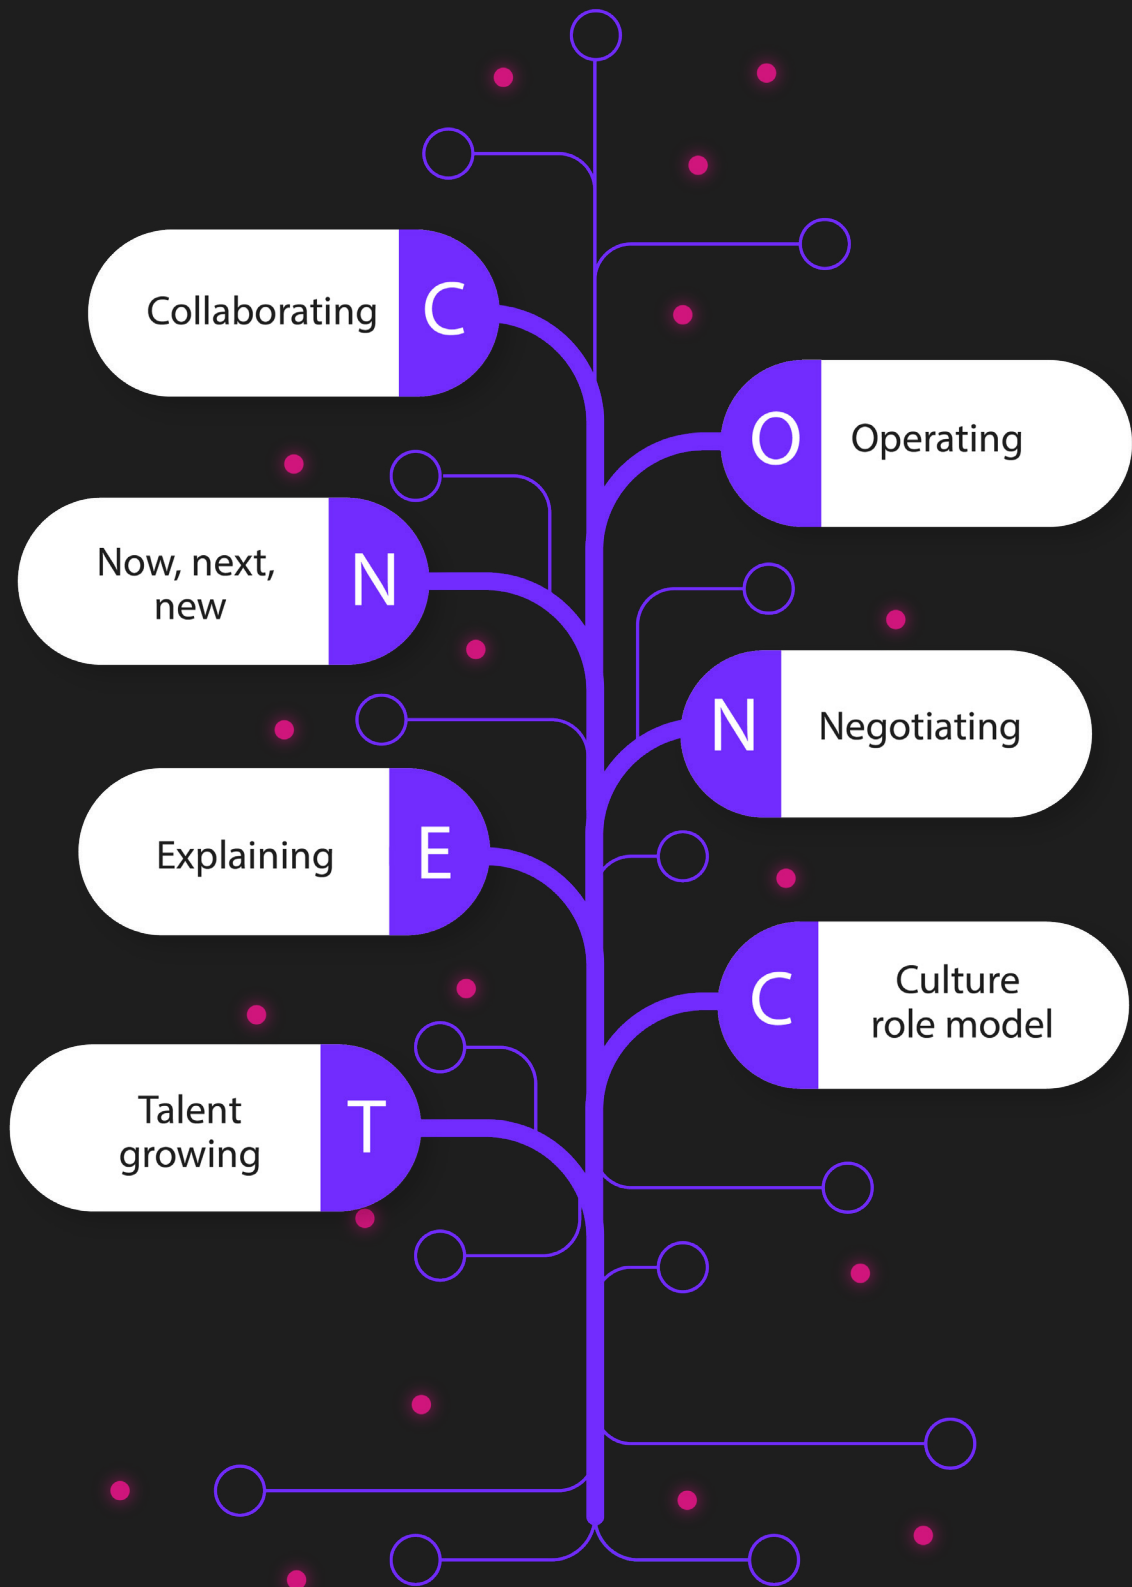 Collaborating
C
O
Operating
Now, next,
new
N
N
Negotiating
Explaining
E
C
Culture
role model
Talent
growing
T